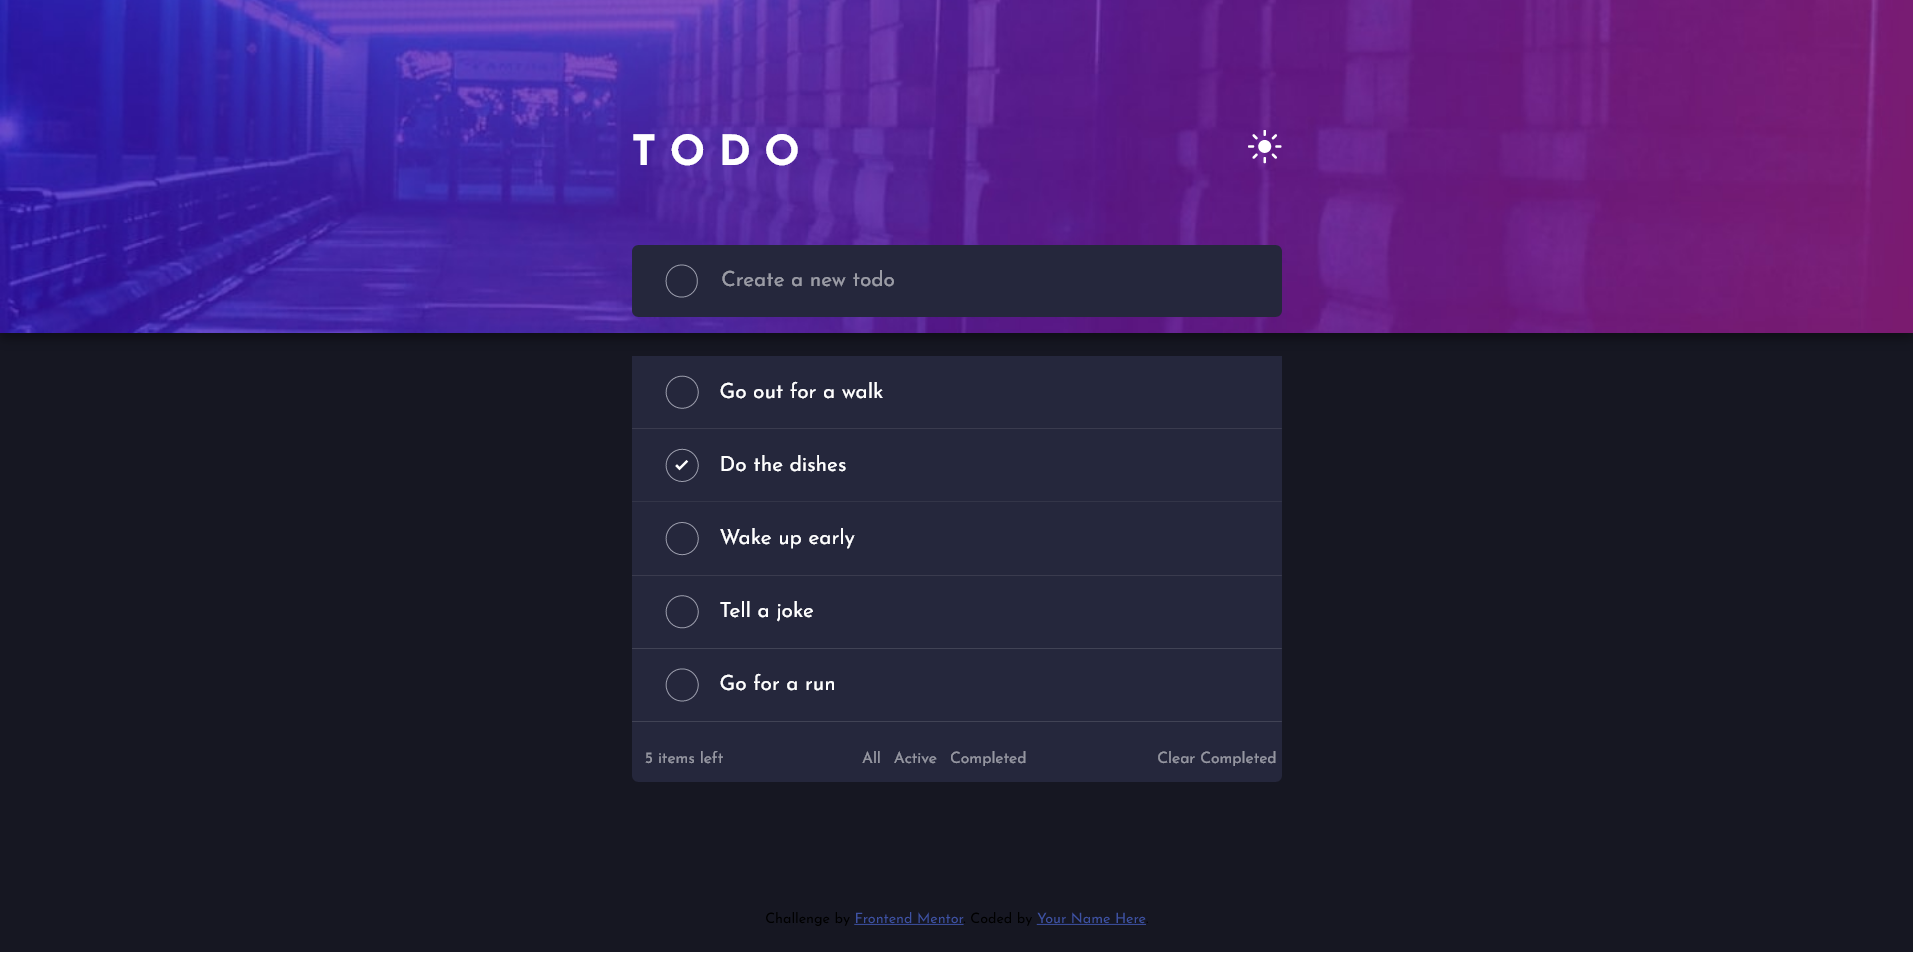 TODO
Create a new todo
Go out for a walk
Do the dishes
Wake up early
Tell a joke
Go for a run
5 items left All Active Completed Clear Completed
Challenge by Frontend Mentor. Coded by Your Name Here.